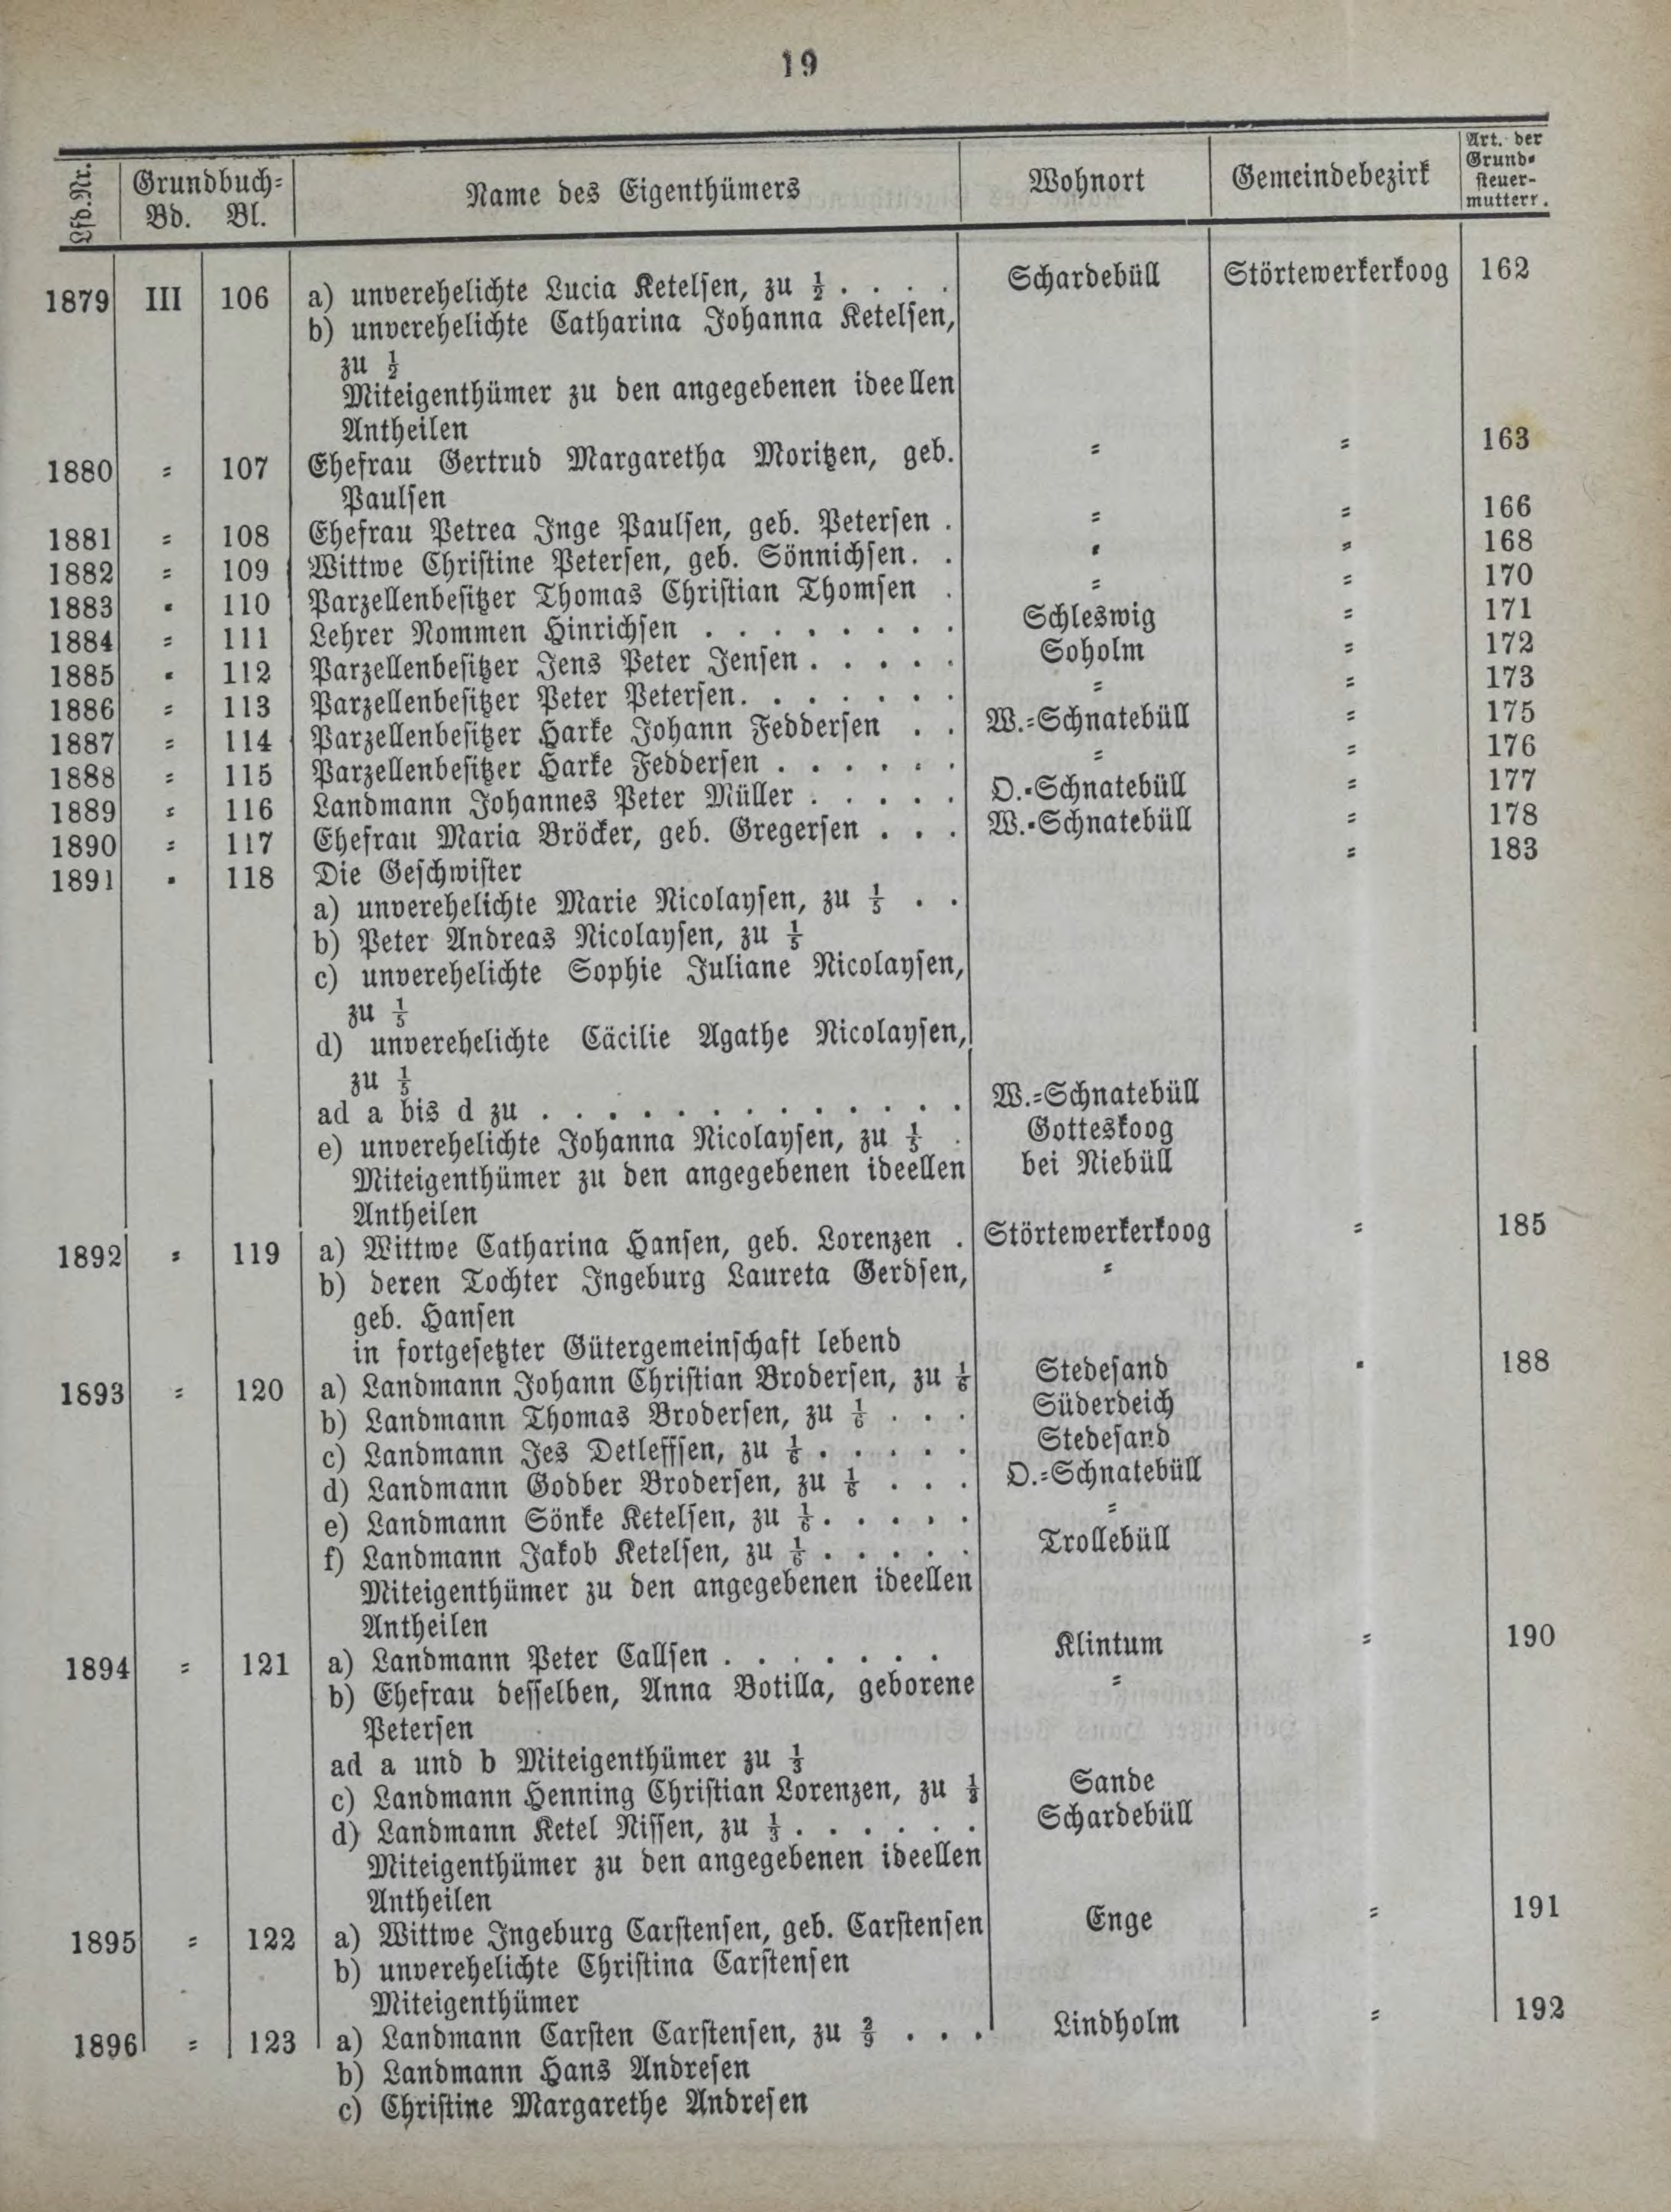 19
Lfd. Nr. Grundbuch= Name des Eigenthümers Wohnort Gemeindebezirk Art. der Grund= steuer= mutterr.
Bd. Bl.
1879 III 106 a) unverehelichte Lucia Ketelsen, zu ½ . . . . Schardebüll Störtewerkerkoog 162
b) unverehelichte Catharina Johanna Ketelsen,
zu ½
Miteigenthümer zu den angegebenen ideellen
Antheilen
1880 = 107 Ehefrau Gertrud Margaretha Moritzen, geb. = = 163
Paulsen
1881 = 108 Ehefrau Petrea Inge Paulsen, geb. Petersen . = = 166
1882 = 109 Wittwe Christine Petersen, geb. Sönnichsen. . = = 168
1883 = 110 Parzellenbesitzer Thomas Christian Thomsen . = = 170
1884 = 111 Lehrer Nommen Hinrichsen . . . . . . . . Schleswig = 171
1885 = 112 Parzellenbesitzer Jens Peter Jensen . . . . . Soholm = 172
1886 = 113 Parzellenbesitzer Peter Petersen. . . . . . . = = 173
1887 = 114 Parzellenbesitzer Harke Johann Feddersen . . W.=Schnatebüll = 175
1888 = 115 Parzellenbesitzer Harke Feddersen . . . . . . = = 176
1889 = 116 Landmann Johannes Peter Müller . . . . . O.=Schnatebüll = 177
1890 = 117 Ehefrau Maria Bröcker, geb. Gregersen . . . W.=Schnatebüll = 178
1891 = 118 Die Geschwister = 183
a) unverehelichte Marie Nicolaysen, zu ⅕ . .
b) Peter Andreas Nicolaysen, zu ⅕
c) unverehelichte Sophie Juliane Nicolaysen,
zu ⅕
d) unverehelichte Cäcilie Agathe Nicolaysen,
zu ⅕
ad a bis d zu . . . . . . . . . . . . . W.=Schnatebüll
e) unverehelichte Johanna Nicolaysen, zu ⅕ . Gotteskoog
Miteigenthümer zu den angegebenen ideellen bei Niebüll
Antheilen
1892 = 119 a) Wittwe Catharina Hansen, geb. Lorenzen . Störtewerkerkoog = 185
b) deren Tochter Ingeburg Laureta Gerdsen, =
geb. Hansen
in fortgesetzter Gütergemeinschaft lebend
1893 = 120 a) Landmann Johann Christian Brodersen, zu ⅙ Stedesand = 188
b) Landmann Thomas Brodersen, zu ⅙ . . . Süderdeich
c) Landmann Jes Detleffsen, zu ⅙ . . . . . Stedesand
d) Landmann Godber Brodersen, zu ⅙ . . . O.=Schnatebüll
e) Landmann Sönke Ketelsen, zu ⅙ . . . . . =
f) Landmann Jakob Ketelsen, zu ⅙ . . . . . Trollebüll
Miteigenthümer zu den angegebenen ideellen
Antheilen
1894 = 121 a) Landmann Peter Callsen . . . . . . . Klintum = 190
b) Ehefrau desselben, Anna Botilla, geborene =
Petersen
ad a und b Miteigenthümer zu ⅓
c) Landmann Henning Christian Lorenzen, zu ⅓ Sande
d) Landmann Ketel Nissen, zu ⅓ . . . . . . Schardebüll
Miteigenthümer zu den angegebenen ideellen
Antheilen
1895 = 122 a) Wittwe Ingeburg Carstensen, geb. Carstensen Enge = 191
b) unverehelichte Christina Carstensen
Miteigenthümer
1896 = 123 a) Landmann Carsten Carstensen, zu 2/9 . . . Lindholm = 192
b) Landmann Hans Andresen
c) Christine Margarethe Andresen